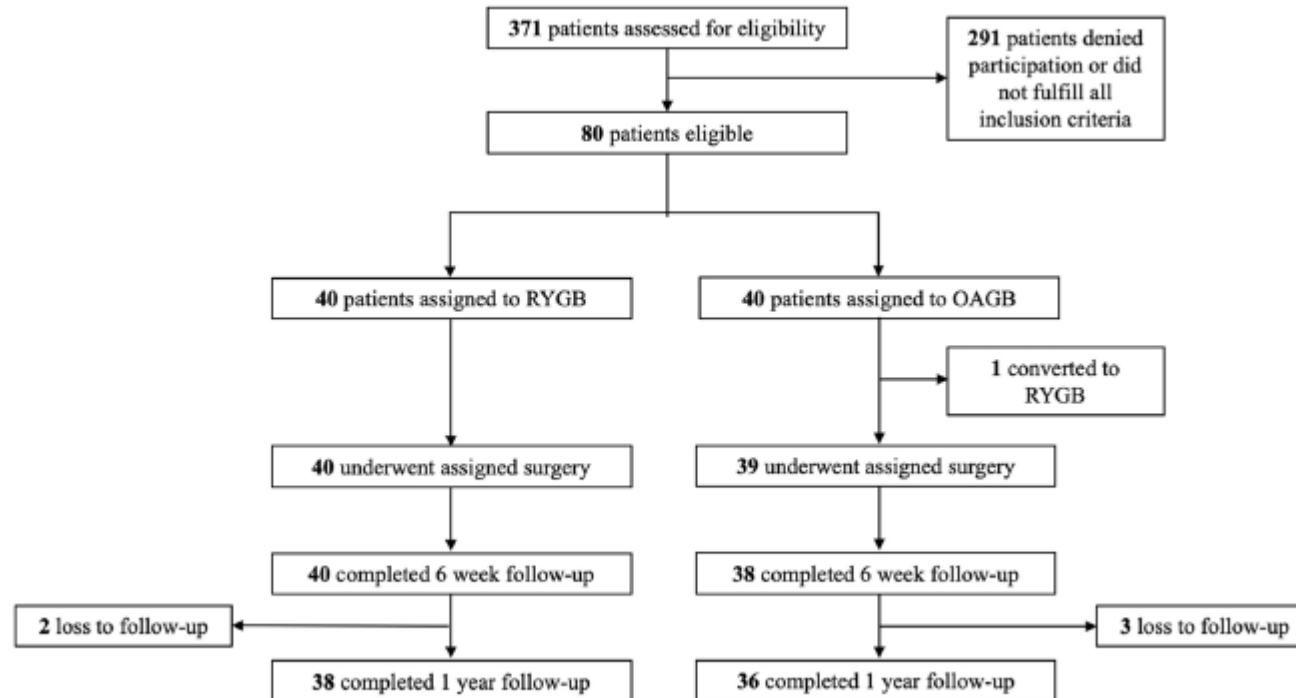 371 patients assessed for eligibility
291 patients denied
participation or did
not fulfill all
inclusion criteria
80 patients eligible
40 patients assigned to RYGB
40 patients assigned to OAGB
1 converted to
RYGB
40 underwent assigned surgery
39 underwent assigned surgery
40 completed 6 week follow-up
38 completed 6 week follow-up
2 loss to follow-up
3 loss to follow-up
38 completed 1 year follow-up
36 completed 1 year follow-up